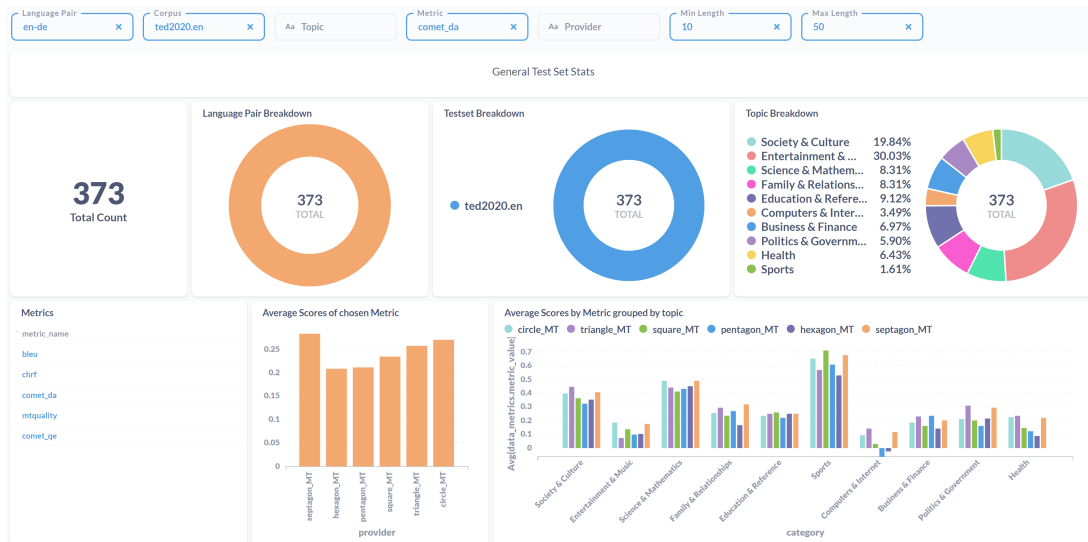 Language Pair
en-de ×
Corpus
ted2020.en ×
Aa Topic
Metric
comet_da ×
Aa Provider
Min Length
10 ×
Max Length
50 ×
General Test Set Stats
373
Total Count
Language Pair Breakdown
373
TOTAL
Testset Breakdown
ted2020.en
373
TOTAL
Topic Breakdown
Society & Culture 19.84%
Entertainment & ... 30.03%
Science & Mathem... 8.31%
Family & Relations... 8.31%
Education & Refere... 9.12%
Computers & Inter... 3.49%
Business & Finance 6.97%
Politics & Governm... 5.90%
Health 6.43%
Sports 1.61%
373
TOTAL
Metrics
metric_name
bleu
chrf
comet_da
mtquality
comet_qe
Average Scores of chosen Metric
0.25
0.2
0.15
0.1
0.05
0
septagon_MT
hexagon_MT
pentagon_MT
square_MT
triangle_MT
circle_MT
provider
Average Scores by Metric grouped by topic
circle_MT triangle_MT square_MT pentagon_MT hexagon_MT septagon_MT
Avg(data_metrics.metric_value)
0.7
0.6
0.5
0.4
0.3
0.2
0.1
0
Society & Culture
Entertainment & Music
Science & Mathematics
Family & Relationships
Education & Reference
Sports
Computers & Internet
Business & Finance
Politics & Government
Health
category